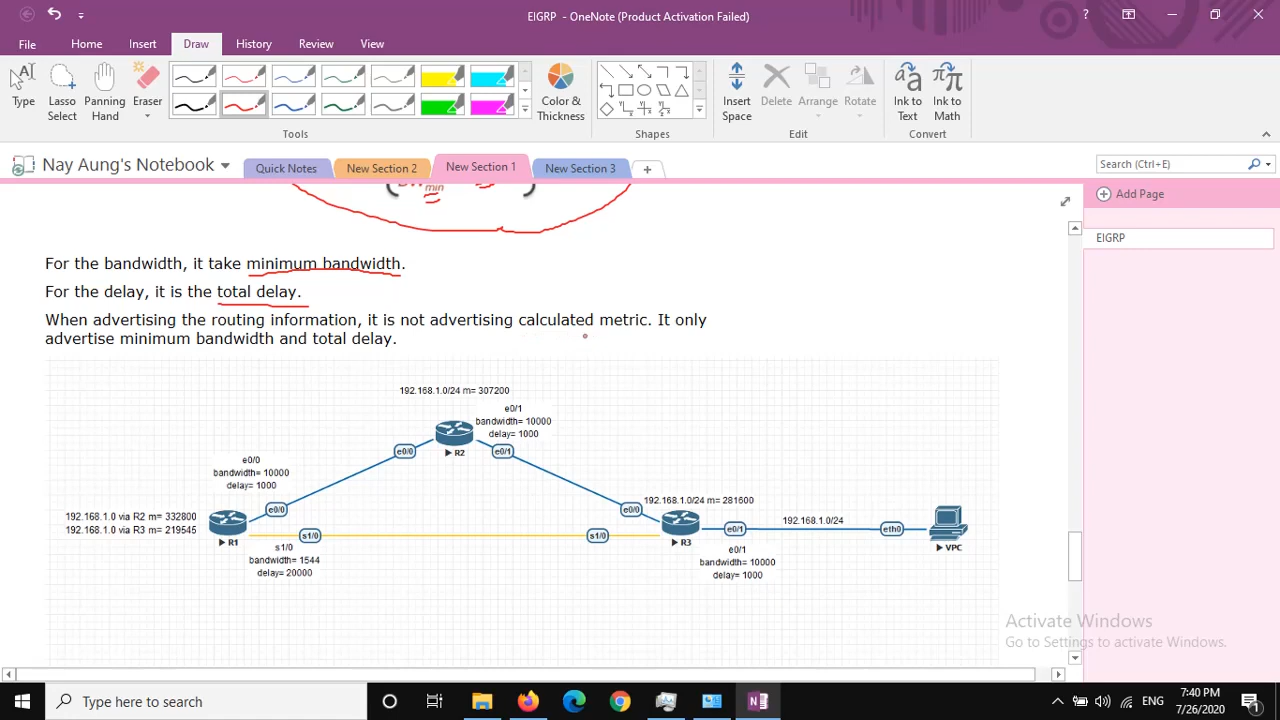 EIGRP - OneNote (Product Activation Failed)
File Home Insert Draw History Review View
Type
Lasso Select
Panning Hand
Eraser
Color & Thickness
Insert Space
Delete
Arrange
Rotate
Ink to Text
Ink to Math
Tools
Shapes
Edit
Convert
Nay Aung's Notebook
Quick Notes
New Section 2
New Section 1
New Section 3
Search (Ctrl+E)
Add Page
EIGRP
min
For the bandwidth, it take minimum bandwidth.
For the delay, it is the total delay.
When advertising the routing information, it is not advertising calculated metric. It only
advertise minimum bandwidth and total delay.
192.168.1.0/24 m= 307200
e0/1
bandwidth= 10000
delay= 1000
R2
e0/0
e0/1
e0/0
bandwidth= 10000
delay= 1000
e0/0
192.168.1.0 via R2 m= 332800
192.168.1.0 via R3 m= 219545
R1
s1/0
s1/0
bandwidth= 1544
delay= 20000
s1/0
e0/0
192.168.1.0/24 m= 281600
R3
e0/1
192.168.1.0/24
eth0
VPC
e0/1
bandwidth= 10000
delay= 1000
Activate Windows
Go to Settings to activate Windows.
Type here to search
ENG
7:40 PM
7/26/2020
1